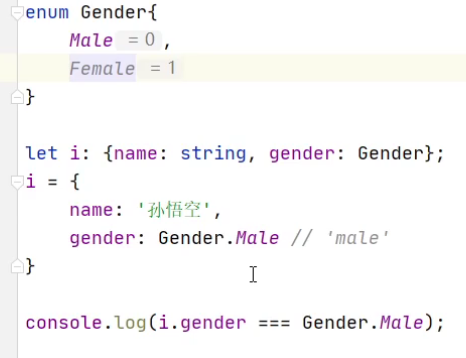 enum Gender{
    Male = 0,
    Female = 1
}
let i: {name: string, gender: Gender};
i = {
    name: '孙悟空',
    gender: Gender.Male // 'male'
}
console.log(i.gender === Gender.Male);